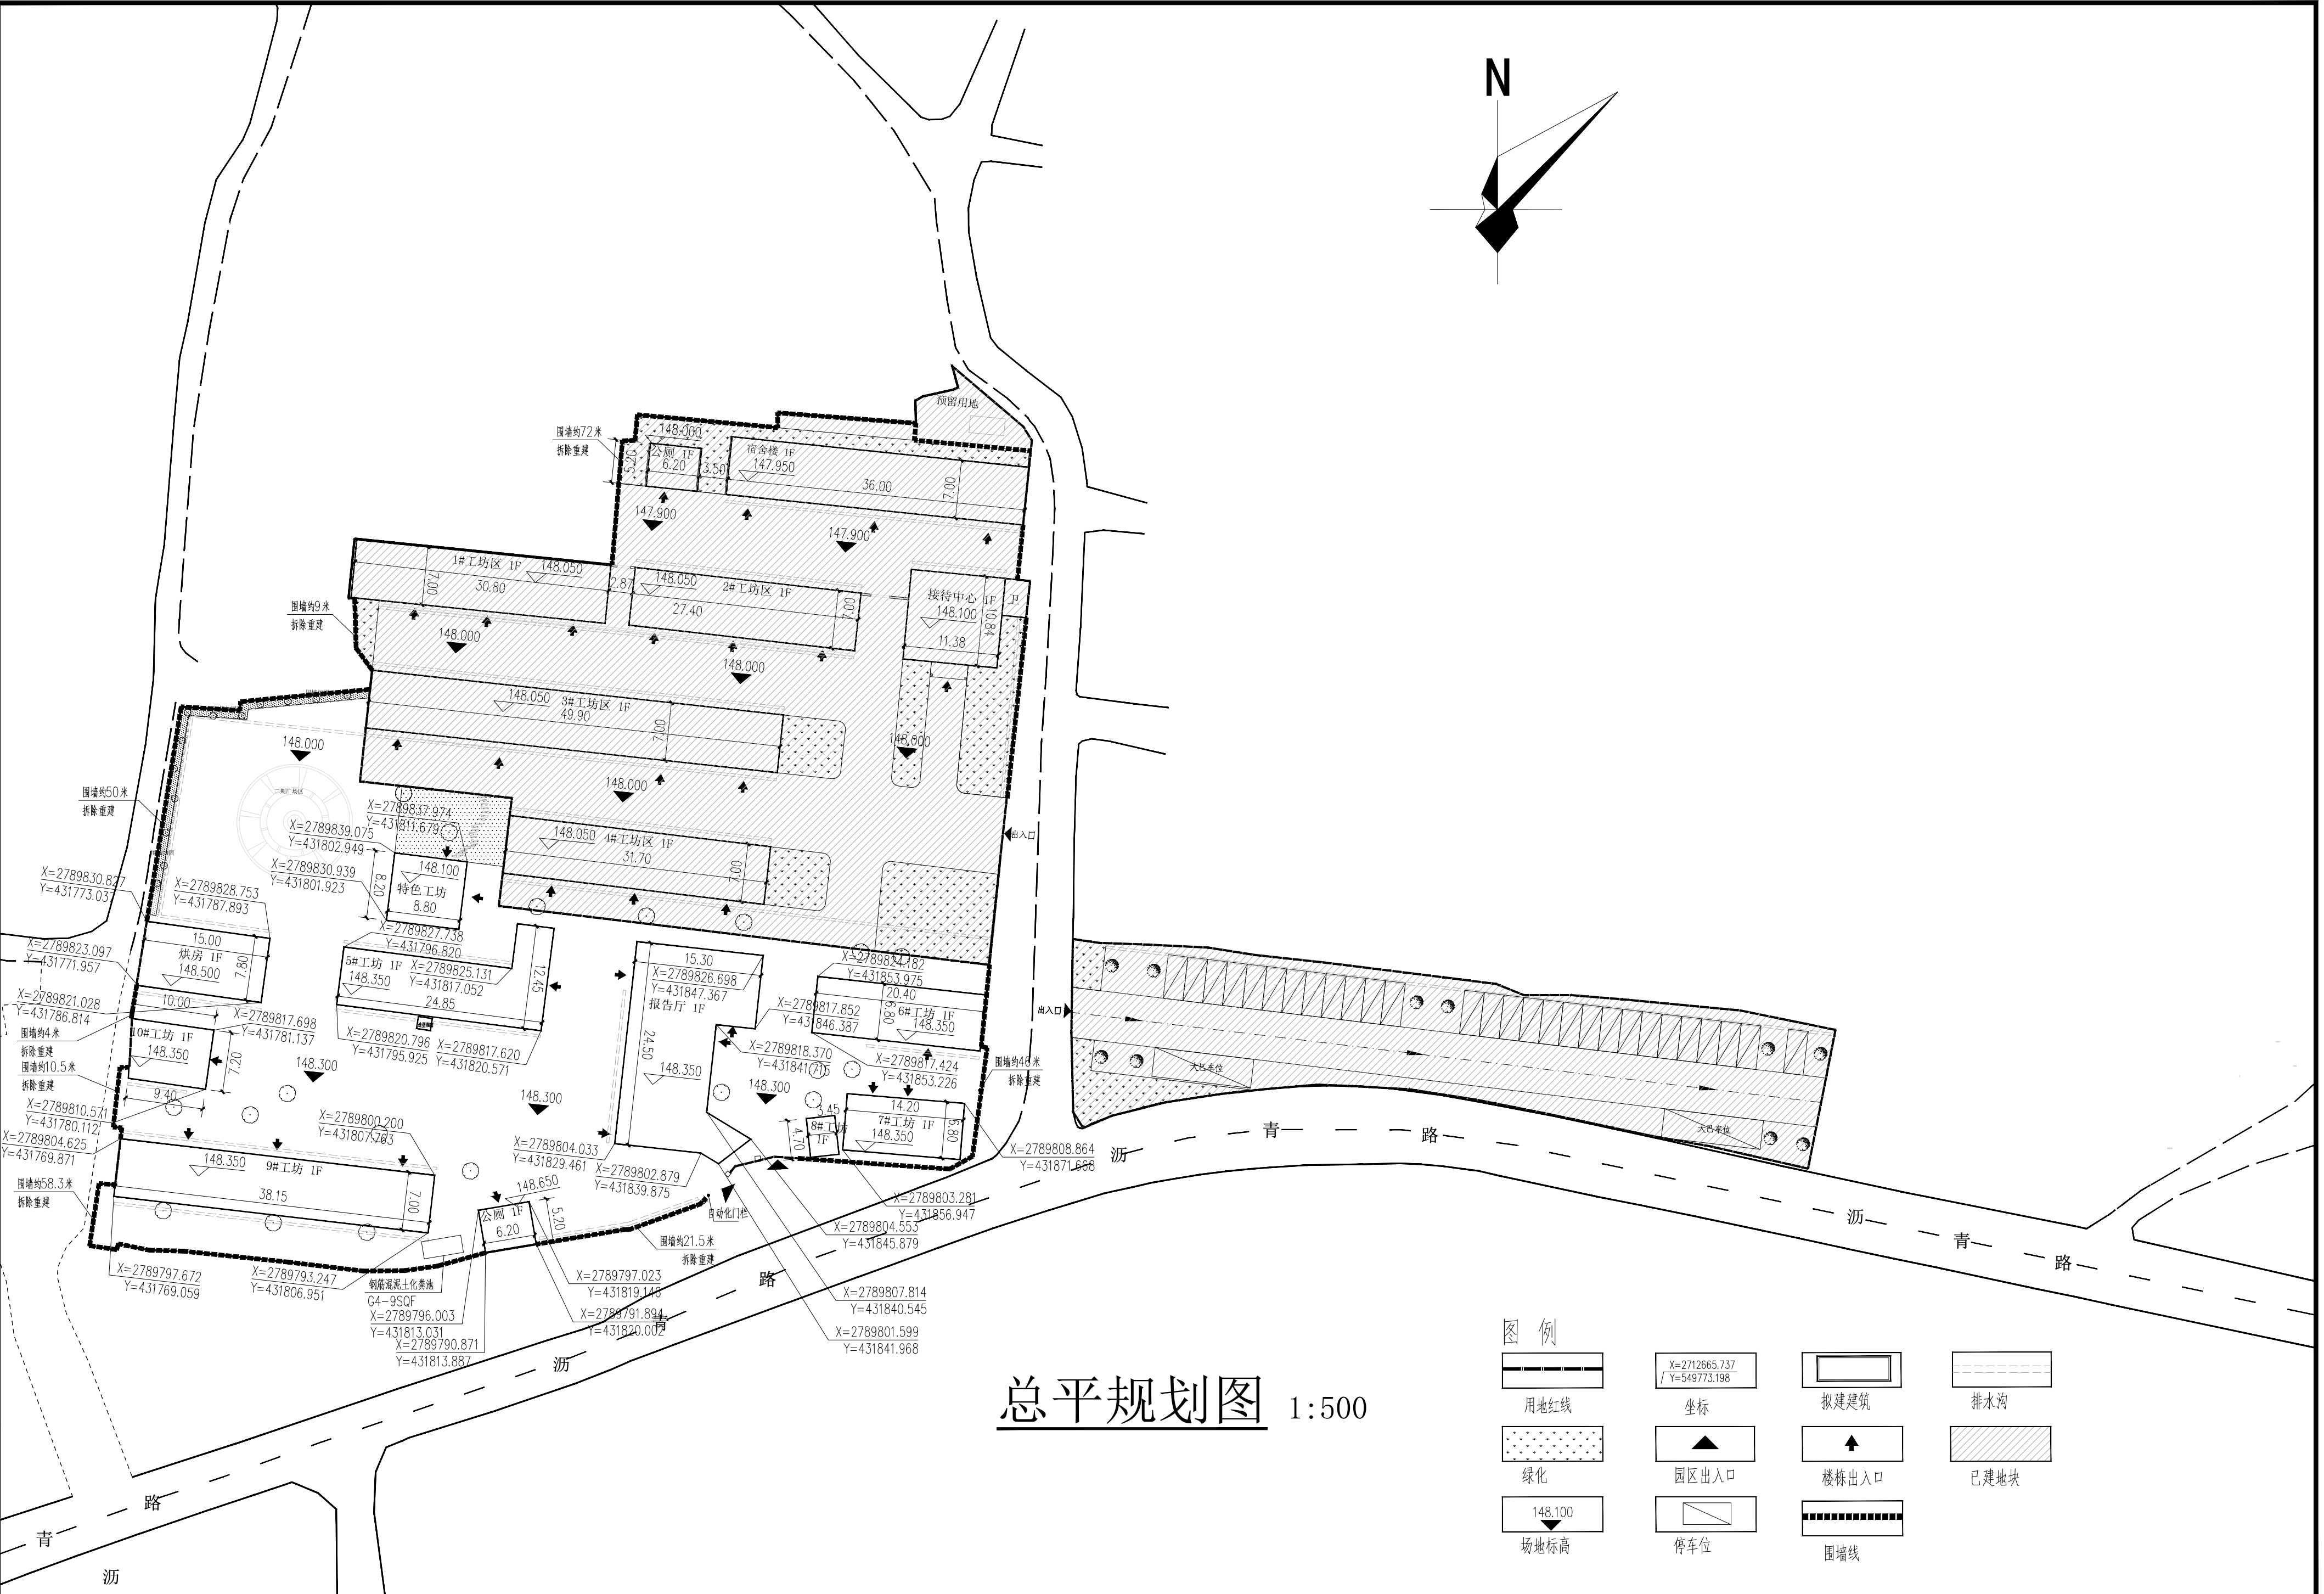 N
预留用地
围墙约72米
拆除重建
148.000
公厕 1F
6.20
5.20
3.50
宿舍楼 1F
147.950
36.00
7.00
147.900
147.900
1#工坊区 1F
148.050
30.80
7.00
2.87
148.050
2#工坊区 1F
27.40
7.00
接待中心 1F
卫
148.100
10.84
11.38
围墙约9米
拆除重建
148.000
148.000
148.050
3#工坊区 1F
49.90
7.00
148.000
148.000
148.000
二期广场区
围墙约50米
拆除重建
148.050
4#工坊区 1F
31.70
7.00
出入口
X=2789837.974
Y=431811.679
X=2789839.075
Y=431802.949
X=2789830.939
Y=431801.923
148.100
特色工坊
8.80
8.20
X=2789830.827
Y=431773.037
X=2789828.753
Y=431787.893
15.00
烘房 1F
148.500
7.80
X=2789823.097
Y=431771.957
X=2789821.028
Y=431786.814
10.00
X=2789817.698
Y=431781.137
围墙约4米
拆除重建
10#工坊 1F
148.350
7.20
9.40
围墙约10.5米
拆除重建
X=2789827.738
Y=431796.820
5#工坊 1F
148.350
X=2789825.131
Y=431817.052
24.85
12.45
X=2789820.796
Y=431795.925
X=2789817.620
Y=431820.571
148.300
148.300
15.30
X=2789826.698
Y=431847.367
报告厅 1F
24.50
148.350
X=2789824.182
Y=431853.975
20.40
6.80
6#工坊 1F
148.350
X=2789817.852
Y=431846.387
X=2789818.370
Y=431841.715
X=2789817.424
Y=431853.226
围墙约46米
拆除重建
148.300
3.45
4.70
8#工坊
1F
14.20
7#工坊 1F
148.350
6.80
出入口
大巴车位
大巴车位
X=2789810.571
Y=431780.112
X=2789804.625
Y=431769.871
X=2789800.200
Y=431807.763
148.350
9#工坊 1F
38.15
7.00
围墙约58.3米
拆除重建
X=2789804.033
Y=431829.461
X=2789802.879
Y=431839.875
X=2789808.864
Y=431871.668
X=2789803.281
Y=431856.947
X=2789804.553
Y=431845.879
自动化门栏
148.650
公厕 1F
6.20
5.20
围墙约21.5米
拆除重建
X=2789797.672
Y=431769.059
X=2789793.247
Y=431806.951
钢筋混泥土化粪池
G4-9SQF
X=2789796.003
Y=431813.031
X=2789790.871
Y=431813.887
X=2789797.023
Y=431819.146
X=2789791.894
Y=431820.002
X=2789807.814
Y=431840.545
X=2789801.599
Y=431841.968
沥
青
路
沥
青
路
路
青
沥
路
青
沥
总平规划图 1:500
图 例
X=2712665.737
Y=549773.198
用地红线
坐标
拟建建筑
排水沟
绿化
园区出入口
楼栋出入口
已建地块
148.100
场地标高
停车位
围墙线